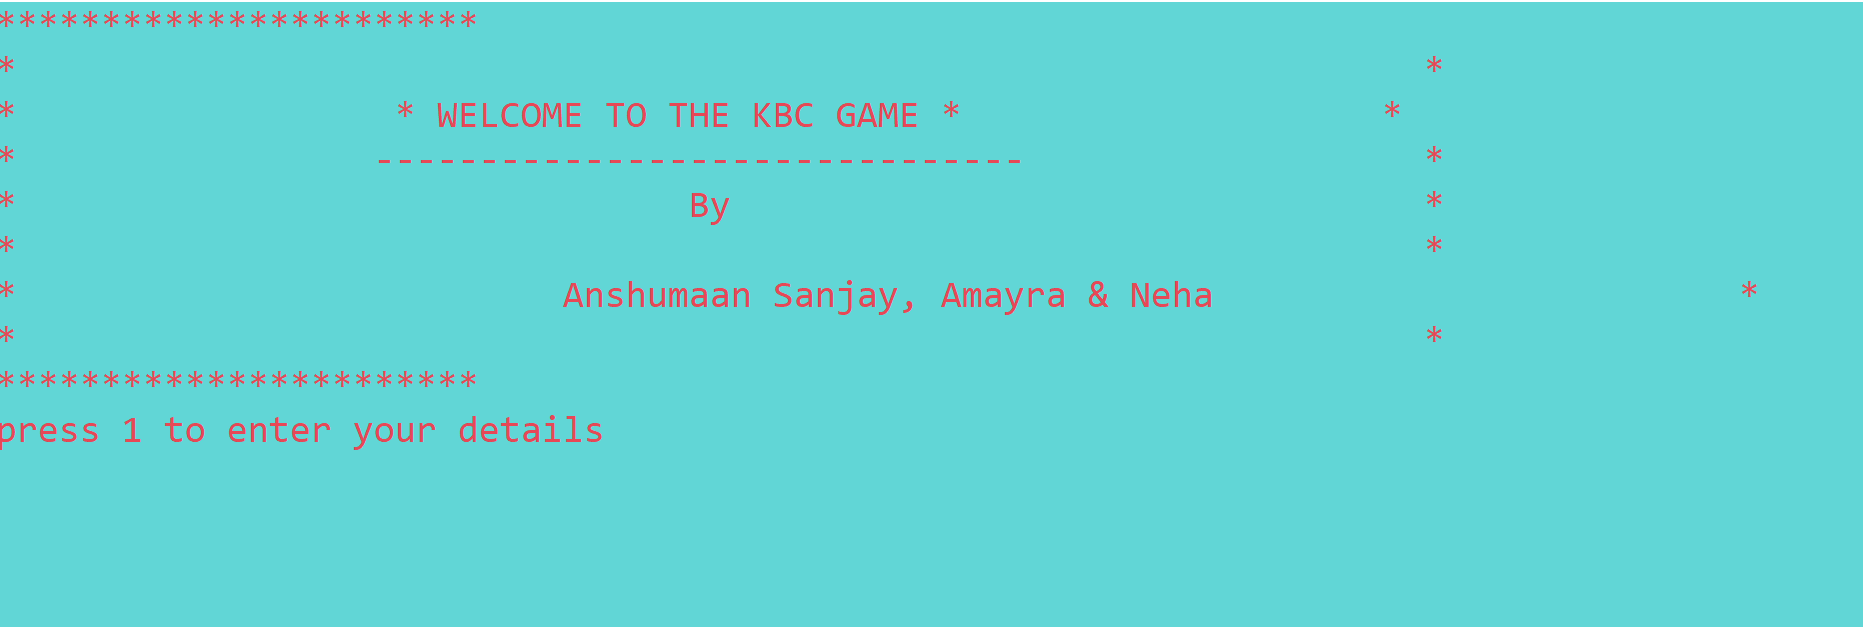 ***********************
* *
* * WELCOME TO THE KBC GAME * *
* ------------------------------- *
* By *
* *
* Anshumaan Sanjay, Amayra & Neha *
* *
***********************
press 1 to enter your details